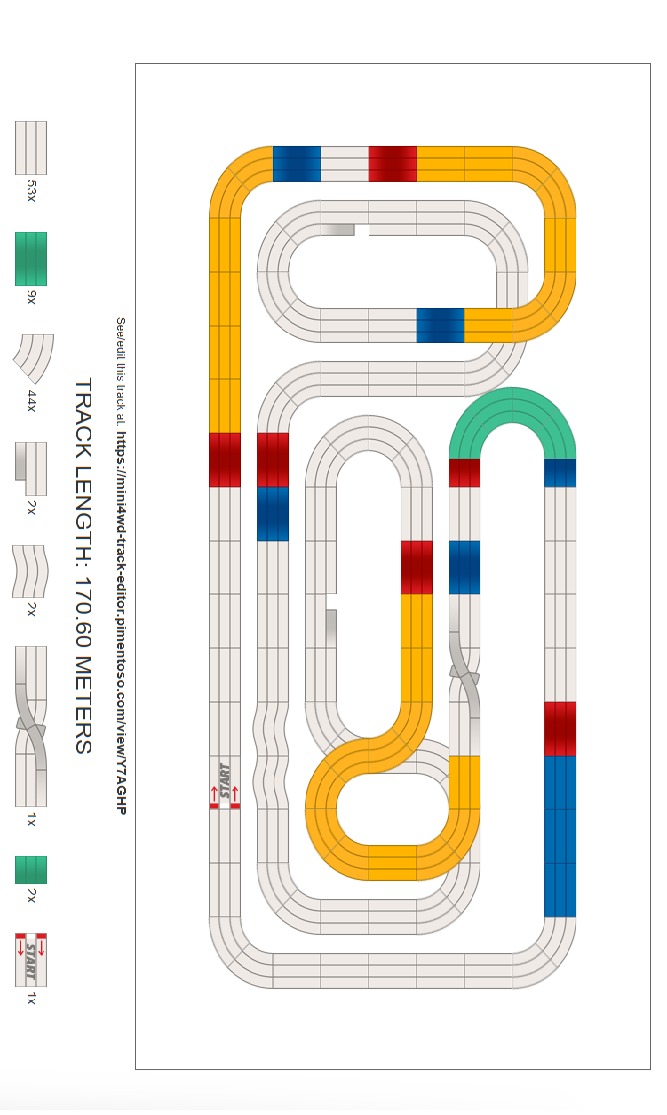 See/edit this track at: https://mini4wd-track-editor.pimentoso.com/view/Y7AGHP
TRACK LENGTH: 170.60 METERS
53x
9x
44x
2x
2x
1x
2x
START
1x
START